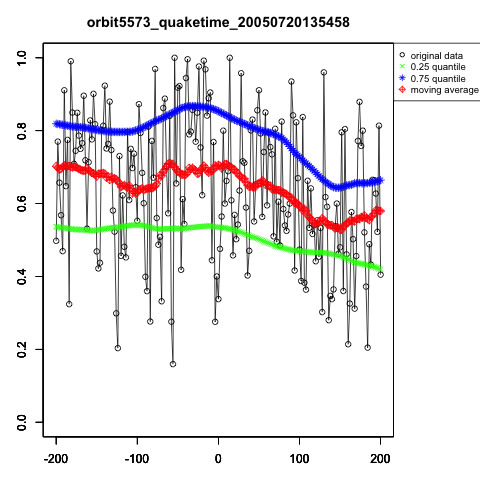 orbit5573_quaketime_20050720135458
original data
0.25 quantile
0.75 quantile
moving average
1.0
0.8
0.6
0.4
0.2
0.0
-200
-100
0
100
200